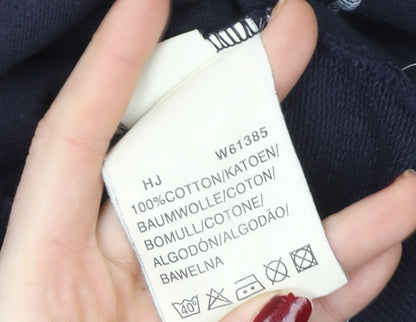 HJ W61385
100%COTTON/KATOEN/
BAUMWOLLE/COTON/
BOMULL/COTONE/
ALGODÓN/ALGODÃO/
BAWELNA
40°